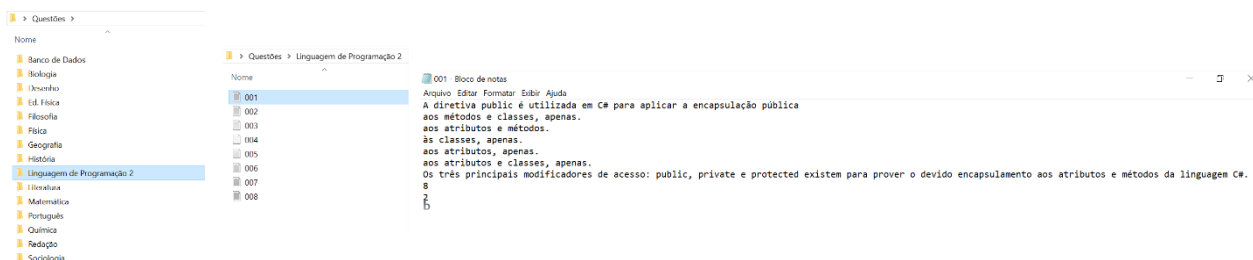 > Questões >
Nome
Banco de Dados
Biologia
Desenho
Ed. Física
Filosofia
Física
Geografia
História
Linguagem de Programação 2
Literatura
Matemática
Português
Química
Redação
Sociologia
> Questões > Linguagem de Programação 2
Nome
001
002
003
004
005
006
007
008
001 - Bloco de notas
Arquivo Editar Formatar Exibir Ajuda
A diretiva public é utilizada em C# para aplicar a encapsulação pública
aos métodos e classes, apenas.
aos atributos e métodos.
às classes, apenas.
aos atributos, apenas.
aos atributos e classes, apenas.
Os três principais modificadores de acesso: public, private e protected existem para prover o devido encapsulamento aos atributos e métodos da linguagem C#.
8
2
b